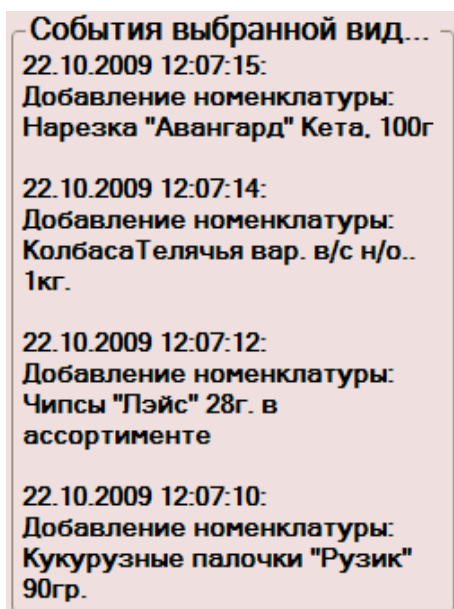 События выбранной вид...
22.10.2009 12:07:15:
Добавление номенклатуры:
Нарезка "Авангард" Кета, 100г
22.10.2009 12:07:14:
Добавление номенклатуры:
КолбасаТелячья вар. в/с н/о..
1кг.
22.10.2009 12:07:12:
Добавление номенклатуры:
Чипсы "Лэйс" 28г. в
ассортименте
22.10.2009 12:07:10:
Добавление номенклатуры:
Кукурузные палочки "Рузик"
90гр.